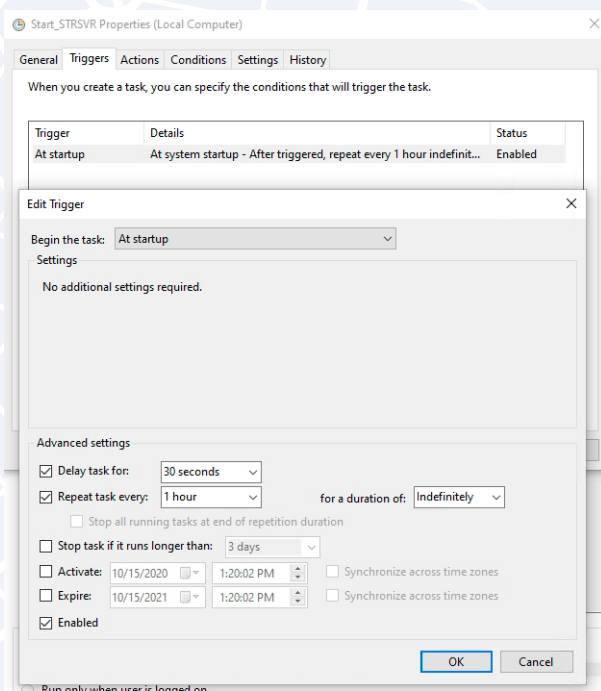 Start_STRSVR Properties (Local Computer)
General Triggers Actions Conditions Settings History
When you create a task, you can specify the conditions that will trigger the task.
Trigger Details Status
At startup At system startup - After triggered, repeat every 1 hour indefinit... Enabled
Edit Trigger
Begin the task: At startup
Settings
No additional settings required.
Advanced settings
Delay task for: 30 seconds
Repeat task every: 1 hour for a duration of: Indefinitely
Stop all running tasks at end of repetition duration
Stop task if it runs longer than: 3 days
Activate: 10/15/2020 1:20:02 PM Synchronize across time zones
Expire: 10/15/2021 1:20:02 PM Synchronize across time zones
Enabled
OK Cancel
Run only when user is logged on